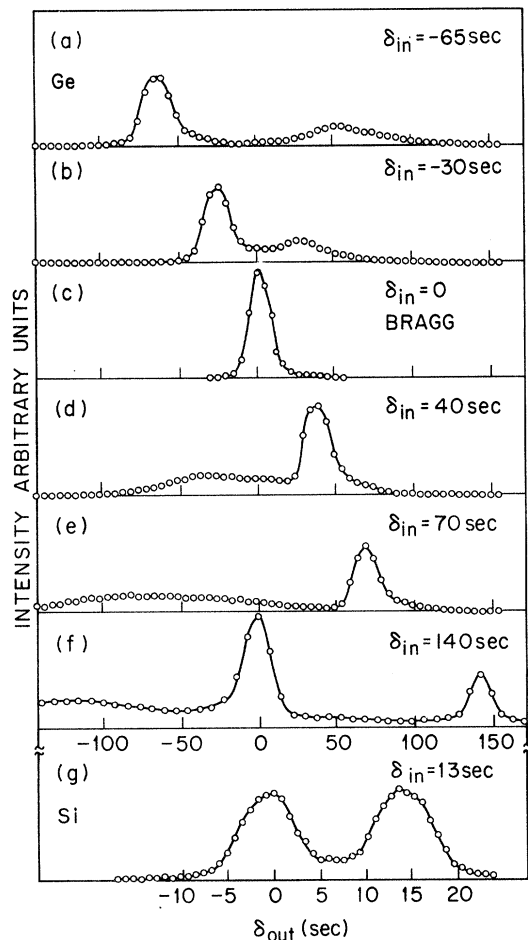 (a)
δin = -65 sec
Ge
(b)
δin = -30 sec
(c)
δin = 0
BRAGG
(d)
δin = 40 sec
(e)
δin = 70 sec
(f)
δin = 140 sec
-100 -50 0 50 100 150
(g)
δin = 13 sec
Si
-10 -5 0 5 10 15 20
δout (sec)
INTENSITY ARBITRARY UNITS